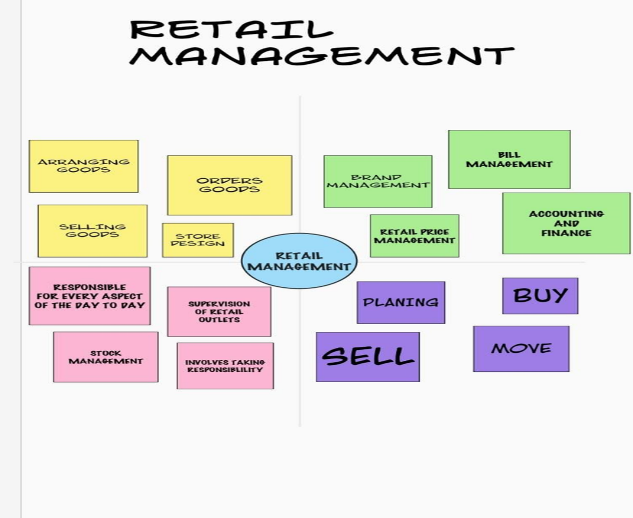 RETAIL
MANAGEMENT
ARRANGING
GOODS
ORDERS
GOODS
SELLING
GOODS
STORE
DESIGN
BRAND
MANAGEMENT
BILL
MANAGEMENT
RETAIL PRICE
MANAGEMENT
ACCOUNTING
AND
FINANCE
RETAIL
MANAGEMENT
RESPONSIBLE
FOR EVERY ASPECT
OF THE DAY TO DAY
SUPERVISION
OF RETAIL
OUTLETS
STOCK
MANAGEMENT
INVOLVES TAKING
RESPONSIBLILITY
PLANING
BUY
SELL
MOVE